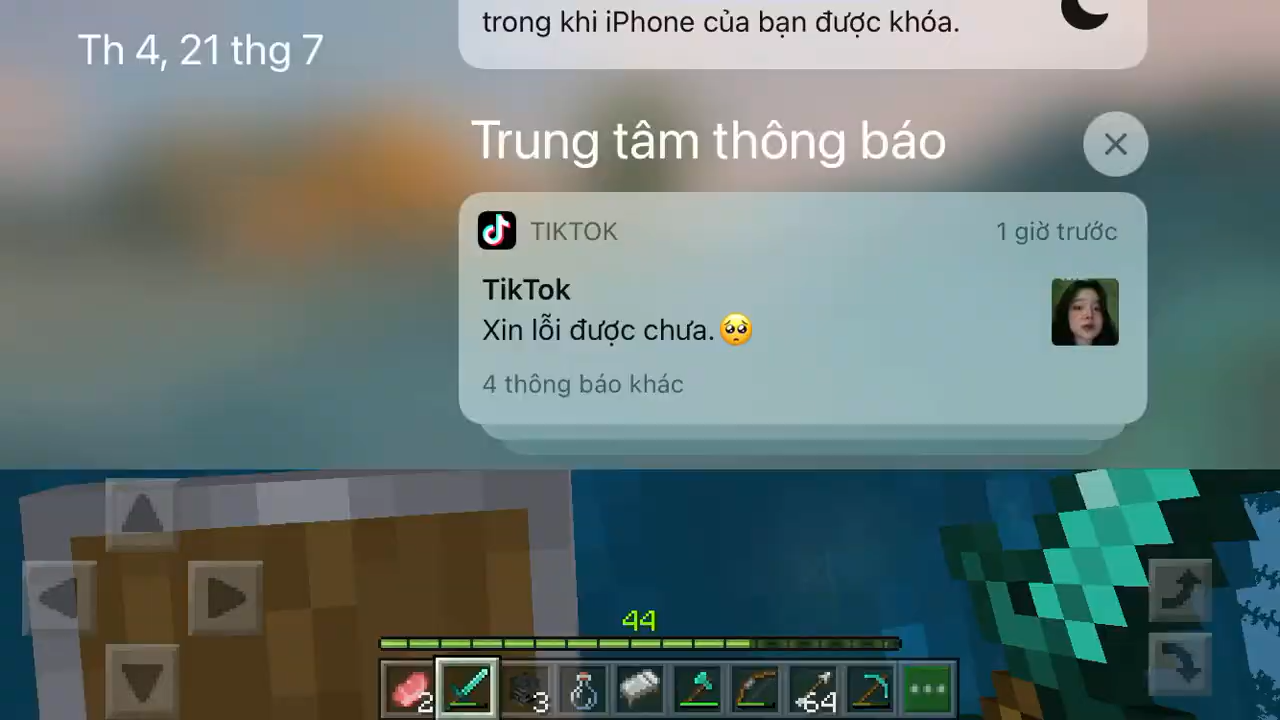 trong khi iPhone của bạn được khóa.
Th 4, 21 thg 7
Trung tâm thông báo
TIKTOK
1 giờ trước
TikTok
Xin lỗi được chưa.🥺
4 thông báo khác
44
2
3
64